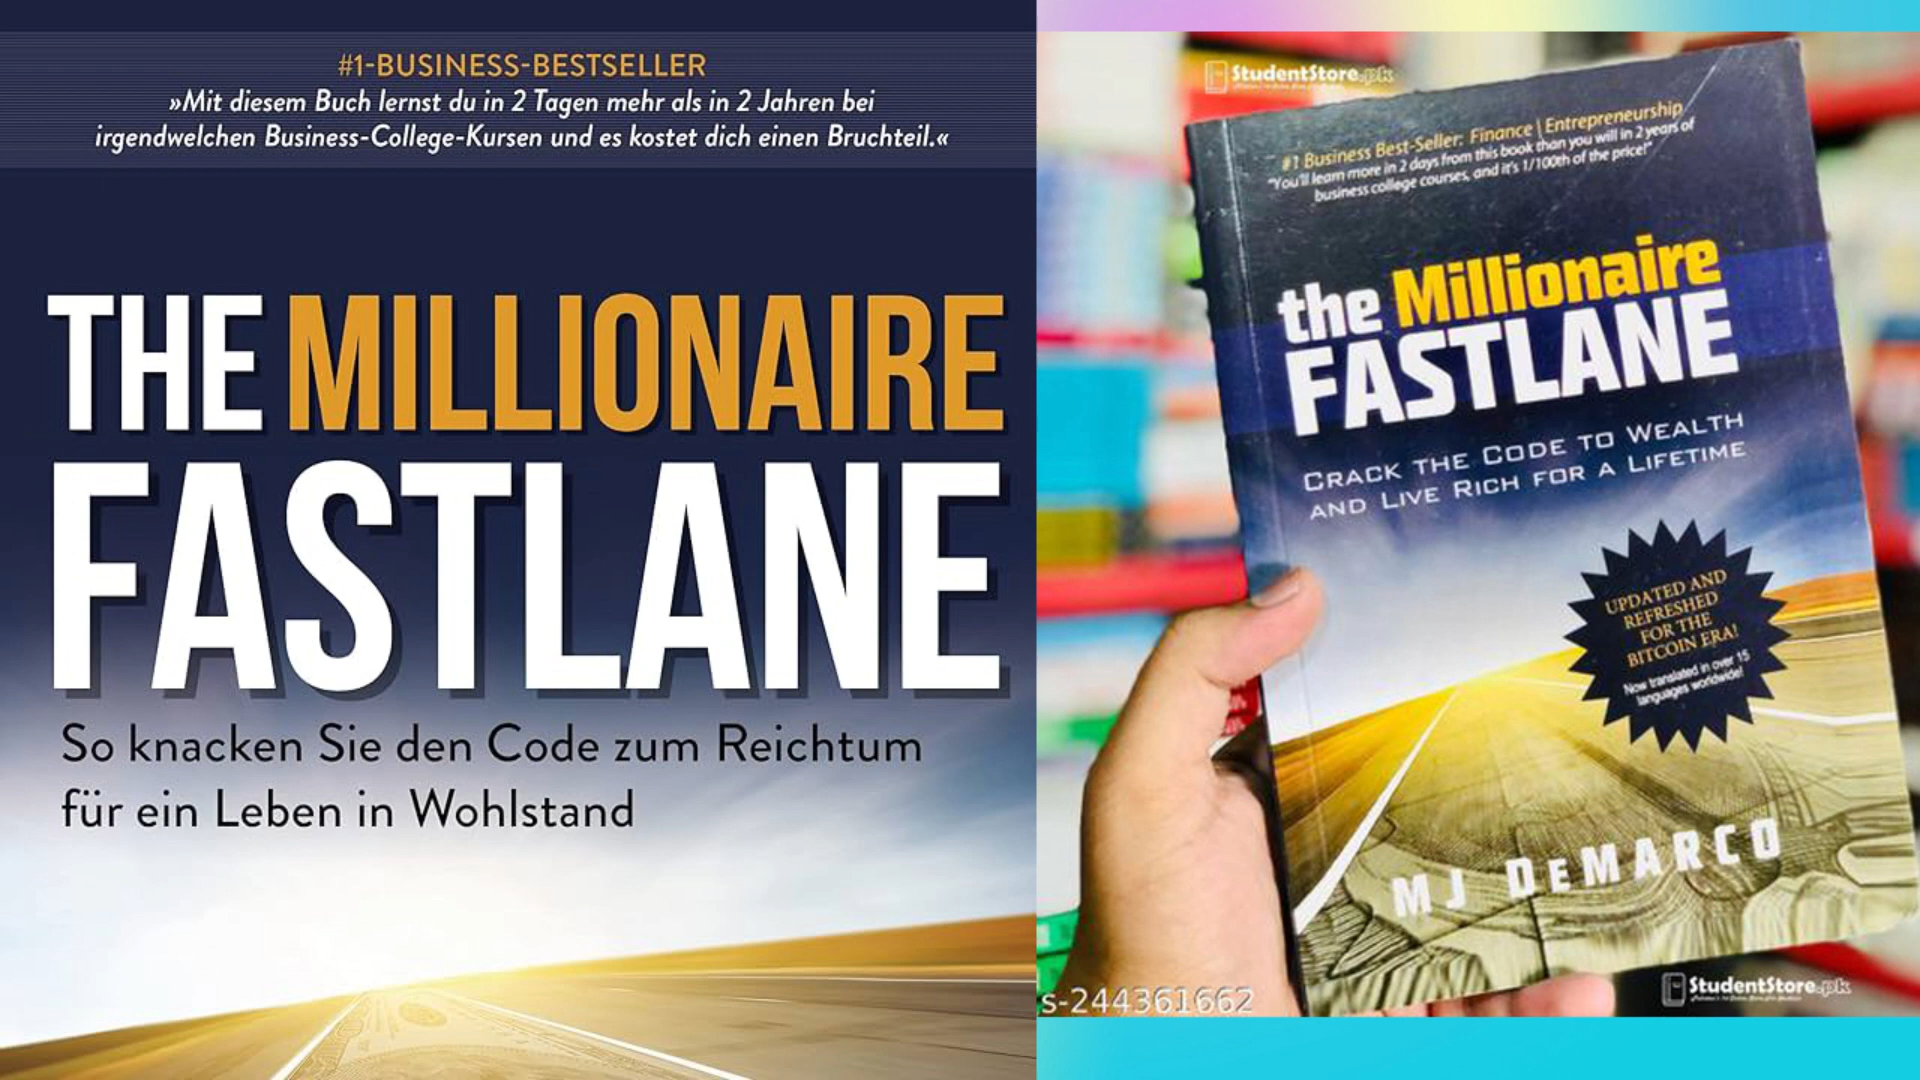 #1-BUSINESS-BESTSELLER
»Mit diesem Buch lernst du in 2 Tagen mehr als in 2 Jahren bei
irgendwelchen Business-College-Kursen und es kostet dich einen Bruchteil.«
THE MILLIONAIRE
FASTLANE
So knacken Sie den Code zum Reichtum
für ein Leben in Wohlstand
StudentStore.pk
#1 Business Best-Seller: Finance | Entrepreneurship
"You'll learn more in 2 days from this book than you will in 2 years of
business college courses, and it's 1/100th of the price!"
the Millionaire
FASTLANE
CRACK THE CODE TO WEALTH
AND LIVE RICH FOR A LIFETIME
UPDATED AND
REFRESHED
FOR THE
BITCOIN ERA!
Now translated in over 15
languages worldwide!
MJ DeMARCO
s-244361662
StudentStore.pk